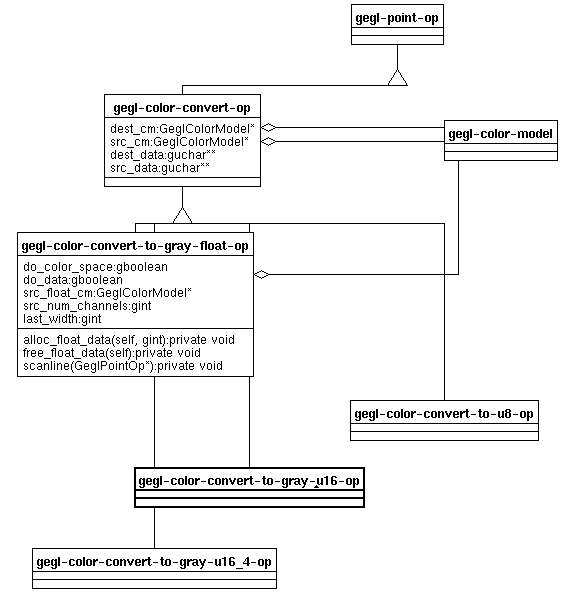 gegl-point-op
gegl-color-convert-op
dest_cm:GeglColorModel*
src_cm:GeglColorModel*
dest_data:guchar**
src_data:guchar**
gegl-color-model
gegl-color-convert-to-gray-float-op
do_color_space:gboolean
do_data:gboolean
src_float_cm:GeglColorModel*
src_num_channels:gint
last_width:gint
alloc_float_data(self, gint):private void
free_float_data(self):private void
scanline(GeglPointOp*):private void
gegl-color-convert-to-u8-op
gegl-color-convert-to-gray-u16-op
gegl-color-convert-to-gray-u16_4-op